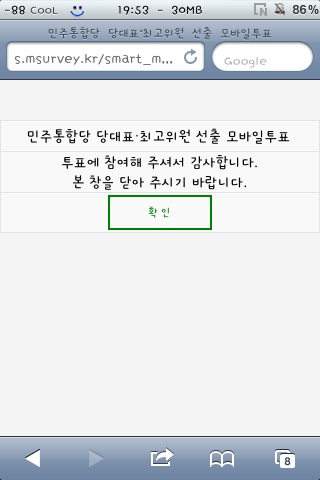 -88 COOL 19:53 - 30MB 86%
민주통합당 당대표·최고위원 선출 모바일투표
s.msurvey.kr/smart_m... Google
민주통합당 당대표·최고위원 선출 모바일투표
투표에 참여해 주셔서 감사합니다.
본 창을 닫아 주시기 바랍니다.
확인
8